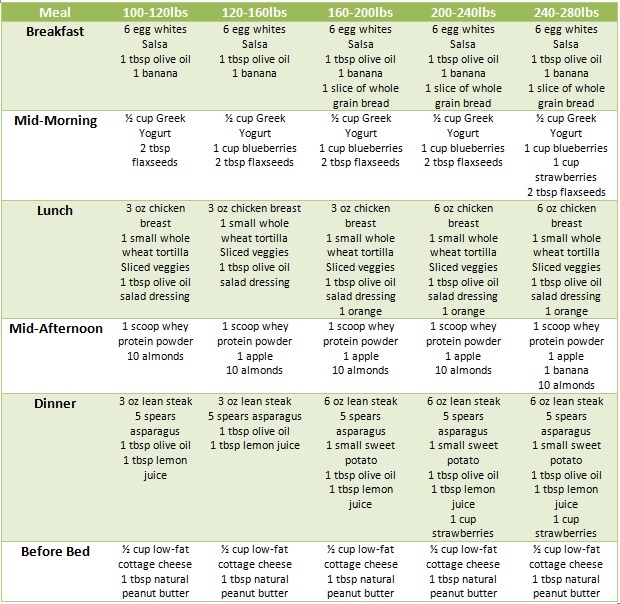 Meal
100-120lbs
120-160lbs
160-200lbs
200-240lbs
240-280lbs
Breakfast
6 egg whites
Salsa
1 tbsp olive oil
1 banana
6 egg whites
Salsa
1 tbsp olive oil
1 banana
6 egg whites
Salsa
1 tbsp olive oil
1 banana
1 slice of whole
grain bread
6 egg whites
Salsa
1 tbsp olive oil
1 banana
1 slice of whole
grain bread
6 egg whites
Salsa
1 tbsp olive oil
1 banana
1 slice of whole
grain bread
Mid-Morning
½ cup Greek
Yogurt
2 tbsp
flaxseeds
½ cup Greek
Yogurt
1 cup blueberries
2 tbsp flaxseeds
½ cup Greek
Yogurt
1 cup blueberries
2 tbsp flaxseeds
½ cup Greek
Yogurt
1 cup blueberries
2 tbsp flaxseeds
½ cup Greek
Yogurt
1 cup blueberries
1 cup
strawberries
2 tbsp flaxseeds
Lunch
3 oz chicken
breast
1 small whole
wheat tortilla
Sliced veggies
1 tbsp olive oil
salad dressing
3 oz chicken breast
1 small whole
wheat tortilla
Sliced veggies
1 tbsp olive oil
salad dressing
3 oz chicken
breast
1 small whole
wheat tortilla
Sliced veggies
1 tbsp olive oil
salad dressing
1 orange
6 oz chicken
breast
1 small whole
wheat tortilla
Sliced veggies
1 tbsp olive oil
salad dressing
1 orange
6 oz chicken
breast
1 small whole
wheat tortilla
Sliced veggies
1 tbsp olive oil
salad dressing
1 orange
Mid-Afternoon
1 scoop whey
protein powder
10 almonds
1 scoop whey
protein powder
1 apple
10 almonds
1 scoop whey
protein powder
1 apple
10 almonds
1 scoop whey
protein powder
1 apple
10 almonds
1 scoop whey
protein powder
1 apple
1 banana
10 almonds
Dinner
3 oz lean steak
5 spears
asparagus
1 tbsp olive oil
1 tbsp lemon
juice
3 oz lean steak
5 spears asparagus
1 tbsp olive oil
1 tbsp lemon juice
6 oz lean steak
5 spears
asparagus
1 small sweet
potato
1 tbsp olive oil
1 tbsp lemon
juice
6 oz lean steak
5 spears
asparagus
1 small sweet
potato
1 tbsp olive oil
1 tbsp lemon
juice
1 cup
strawberries
6 oz lean steak
5 spears
asparagus
1 small sweet
potato
1 tbsp olive oil
1 tbsp lemon
juice
1 cup
strawberries
Before Bed
½ cup low-fat
cottage cheese
1 tbsp natural
peanut butter
½ cup low-fat
cottage cheese
1 tbsp natural
peanut butter
½ cup low-fat
cottage cheese
1 tbsp natural
peanut butter
½ cup low-fat
cottage cheese
1 tbsp natural
peanut butter
½ cup low-fat
cottage cheese
1 tbsp natural
peanut butter